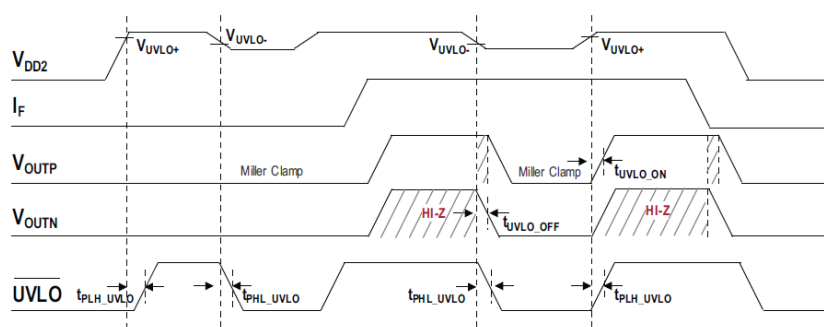 VUVLO+
VUVLO-
VUVLO-
VUVLO+
VDD2
IF
VOUTP
Miller Clamp
Miller Clamp
tUVLO_ON
VOUTN
HI-Z
HI-Z
tUVLO_OFF
UVLO
tPLH_UVLO
tPHL_UVLO
tPHL_UVLO
tPLH_UVLO